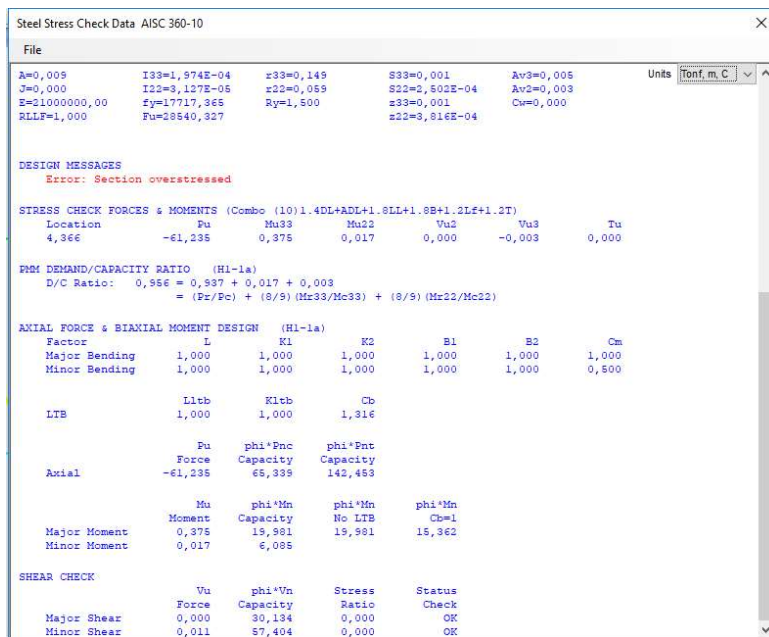 Steel Stress Check Data AISC 360-10
File
Units Tonf, m, C
A=0,009 I33=1,974E-04 r33=0,149 S33=0,001 Av3=0,005
J=0,000 I22=3,127E-05 r22=0,059 S22=2,502E-04 Av2=0,003
E=21000000,00 fy=17717,365 Ry=1,500 z33=0,001 Cw=0,000
RLLF=1,000 Fu=28540,327 z22=3,816E-04
DESIGN MESSAGES
Error: Section overstressed
STRESS CHECK FORCES & MOMENTS (Combo (10)1.4DL+ADL+1.8LL+1.8B+1.2Lf+1.2T)
Location Pu Mu33 Mu22 Vu2 Vu3 Tu
4,366 -61,235 0,375 0,017 0,000 -0,003 0,000
PMM DEMAND/CAPACITY RATIO (H1-1a)
D/C Ratio: 0,956 = 0,937 + 0,017 + 0,003
= (Pr/Pc) + (8/9)(Mr33/Mc33) + (8/9)(Mr22/Mc22)
AXIAL FORCE & BIAXIAL MOMENT DESIGN (H1-1a)
Factor L K1 K2 B1 B2 Cm
Major Bending 1,000 1,000 1,000 1,000 1,000 1,000
Minor Bending 1,000 1,000 1,000 1,000 1,000 0,500
Lltb Kltb Cb
LTB 1,000 1,000 1,316
Pu phi*Pnc phi*Pnt
Force Capacity Capacity
Axial -61,235 65,339 142,453
Mu phi*Mn phi*Mn phi*Mn
Moment Capacity No LTB Cb=1
Major Moment 0,375 19,981 19,981 15,362
Minor Moment 0,017 6,085
SHEAR CHECK
Vu phi*Vn Stress Status
Force Capacity Ratio Check
Major Shear 0,000 30,134 0,000 OK
Minor Shear 0,011 57,404 0,000 OK